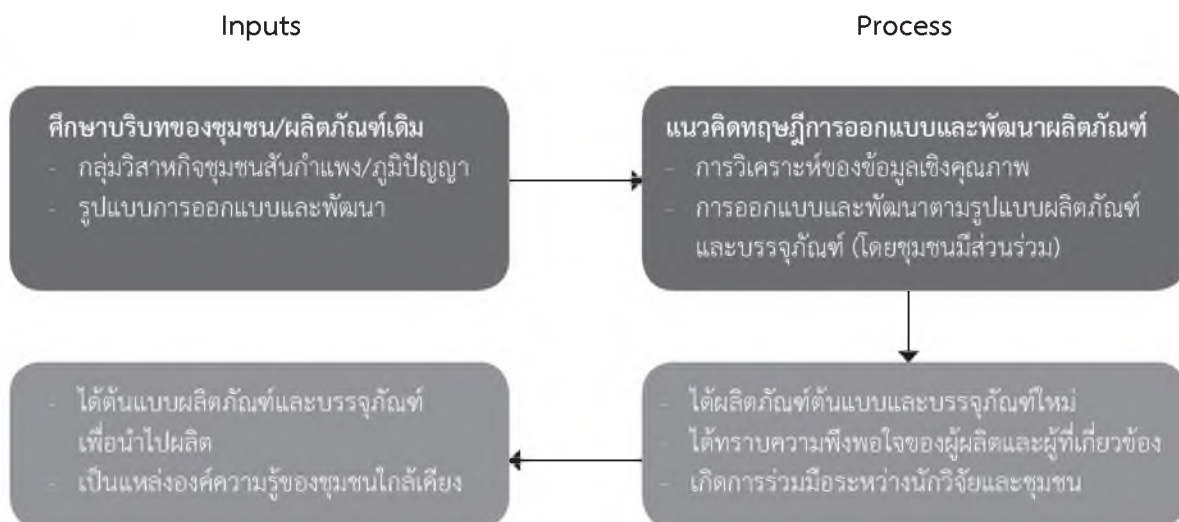 Inputs
Process
ศึกษาบริบทของชุมชน/ผลิตภัณฑ์เดิม
- กลุ่มวิสาหกิจชุมชนสันกำแพง/ภูมิปัญญา
- รูปแบบการออกแบบและพัฒนา
แนวคิดทฤษฎีการออกแบบและพัฒนาผลิตภัณฑ์
- การวิเคราะห์ของข้อมูลเชิงคุณภาพ
- การออกแบบและพัฒนาตามรูปแบบผลิตภัณฑ์
และบรรจุภัณฑ์ (โดยชุมชนมีส่วนร่วม)
- ได้ผลิตภัณฑ์ต้นแบบและบรรจุภัณฑ์ใหม่
- ได้ทราบความพึงพอใจของผู้ผลิตและผู้ที่เกี่ยวข้อง
- เกิดการร่วมมือระหว่างนักวิจัยและชุมชน
- ได้ต้นแบบผลิตภัณฑ์และบรรจุภัณฑ์
เพื่อนำไปผลิต
- เป็นแหล่งองค์ความรู้ของชุมชนใกล้เคียง